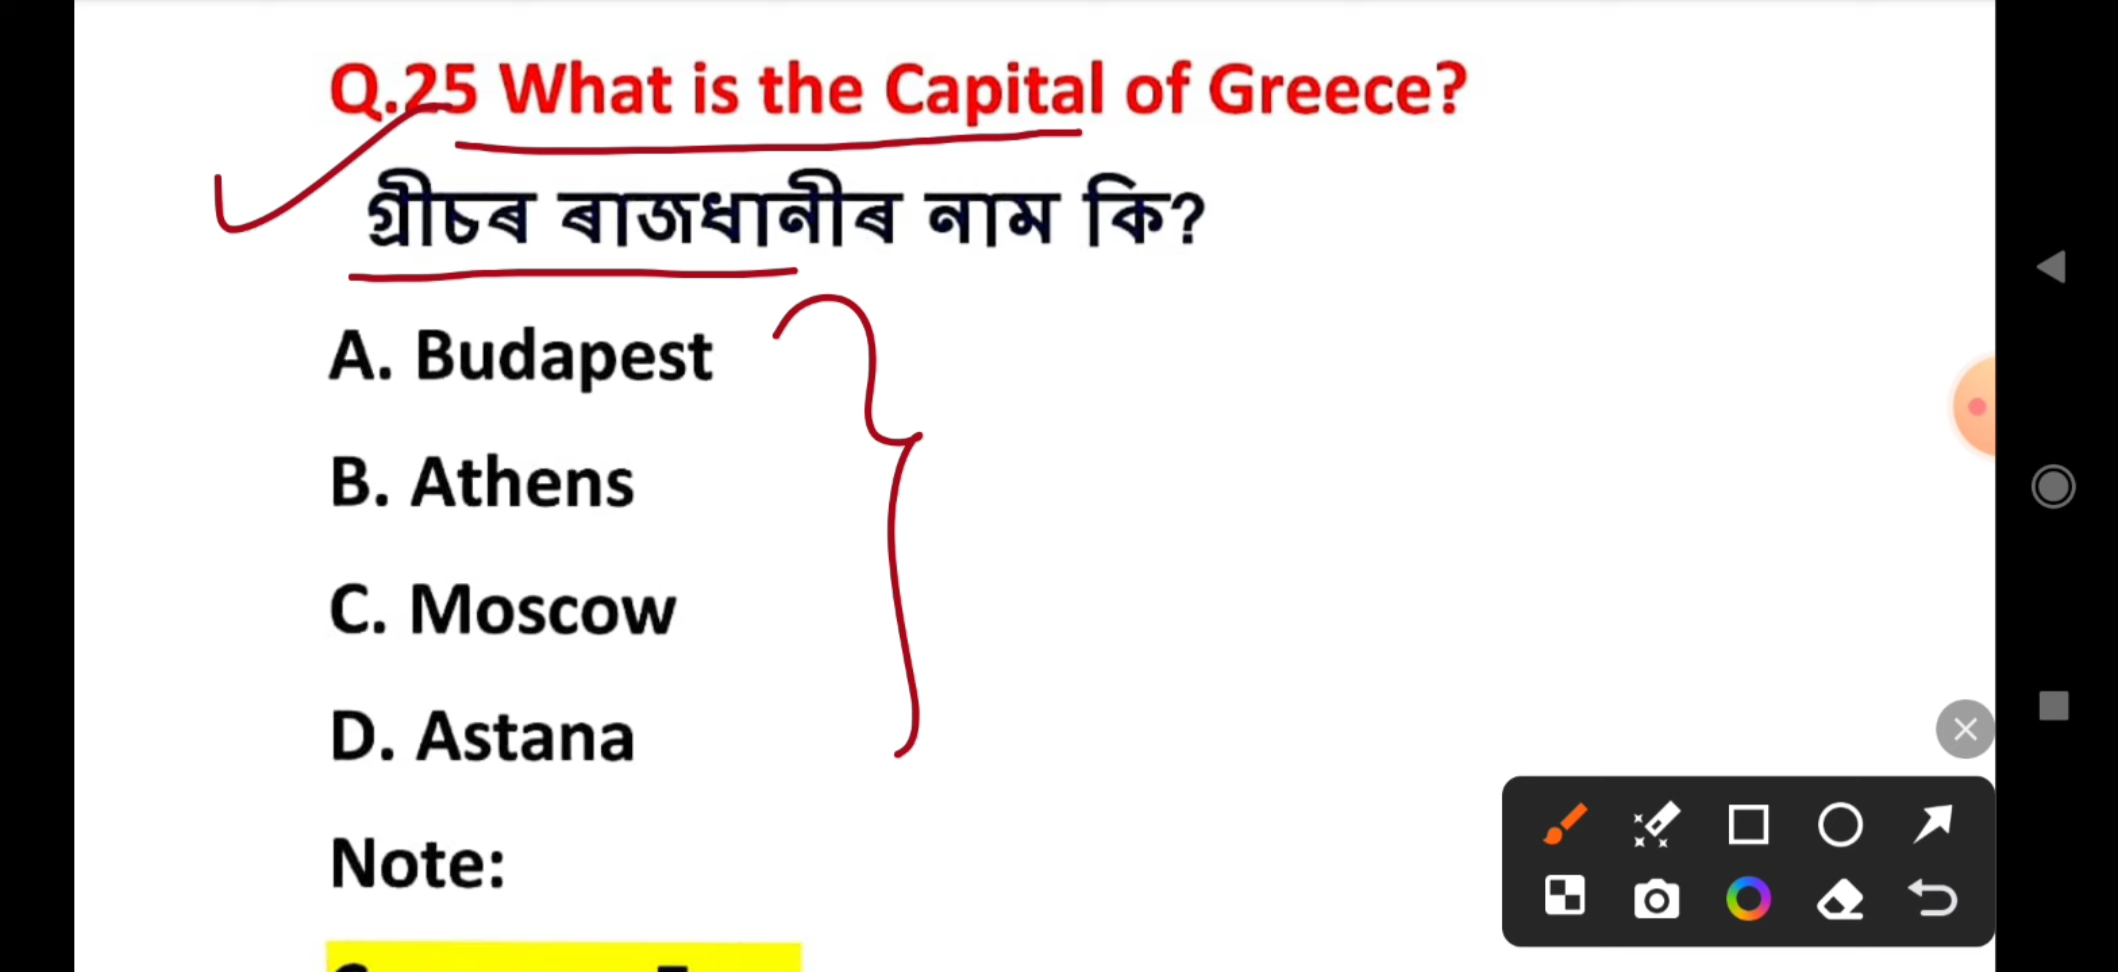 Q.25 What is the Capital of Greece?
গ্ৰীচৰ ৰাজধানীৰ নাম কি?
A. Budapest
B. Athens
C. Moscow
D. Astana
Note: